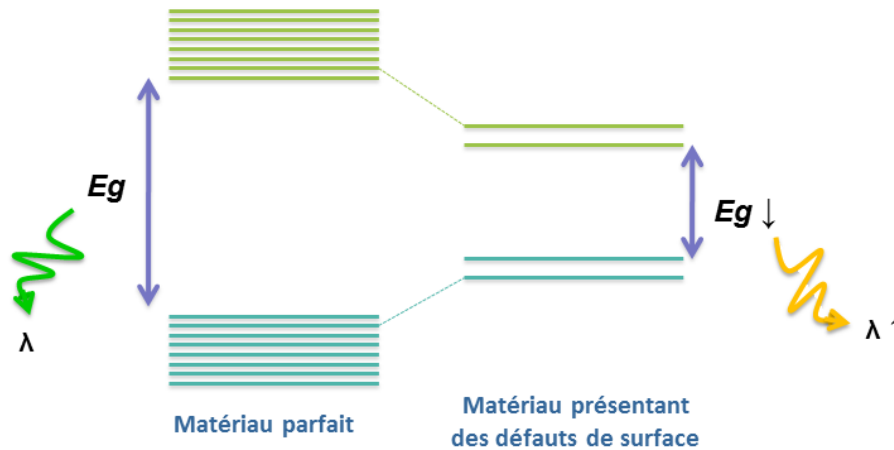 Eg
Eg ↓
λ
λ
Matériau parfait
Matériau présentant
des défauts de surface